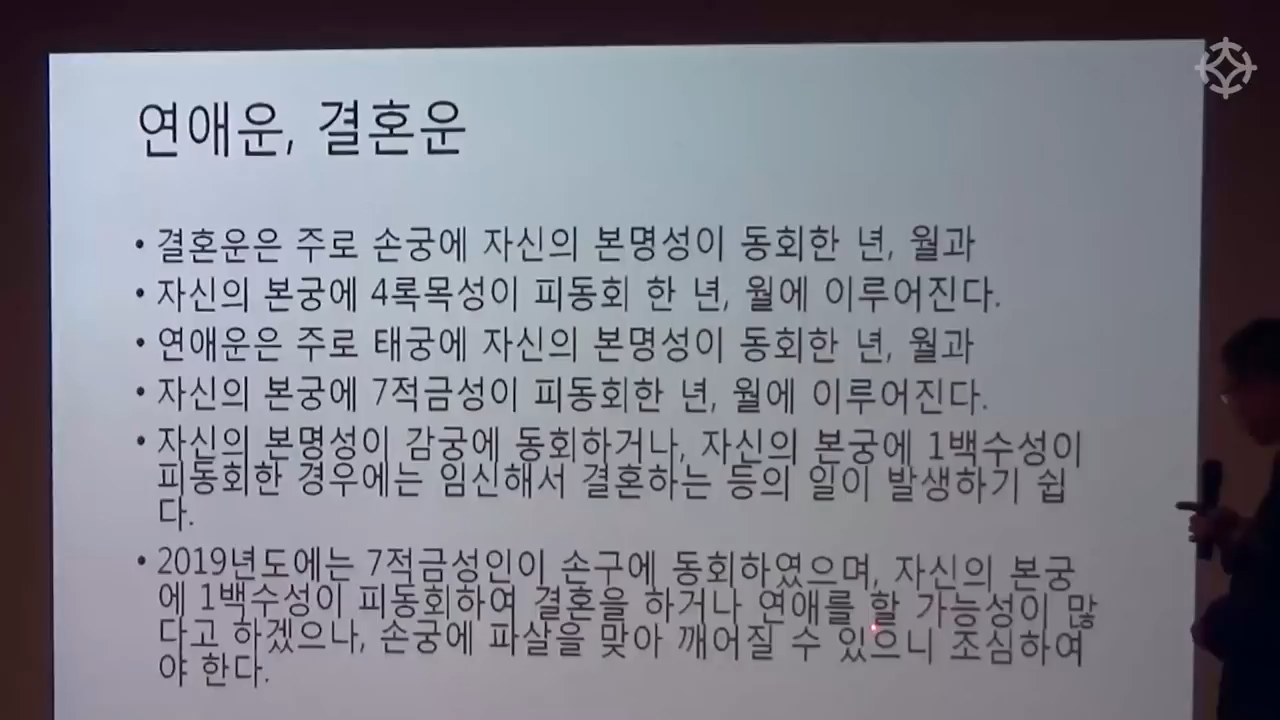 연애운, 결혼운
• 결혼운은 주로 손궁에 자신의 본명성이 동회한 년, 월과
• 자신의 본궁에 4록목성이 피동회 한 년, 월에 이루어진다.
• 연애운은 주로 태궁에 자신의 본명성이 동회한 년, 월과
• 자신의 본궁에 7적금성이 피동회한 년, 월에 이루어진다.
• 자신의 본명성이 감궁에 동회하거나, 자신의 본궁에 1백수성이
피동회한 경우에는 임신해서 결혼하는 등의 일이 발생하기 쉽
다.
• 2019년도에는 7적금성인이 손구에 동회하였으며, 자신의 본궁
에 1백수성이 피동회하여 결혼을 하거나 연애를 할 가능성이 많
다고 하겠으나, 손궁에 파살을 맞아 깨어질 수 있으니 조심하여
야 한다.